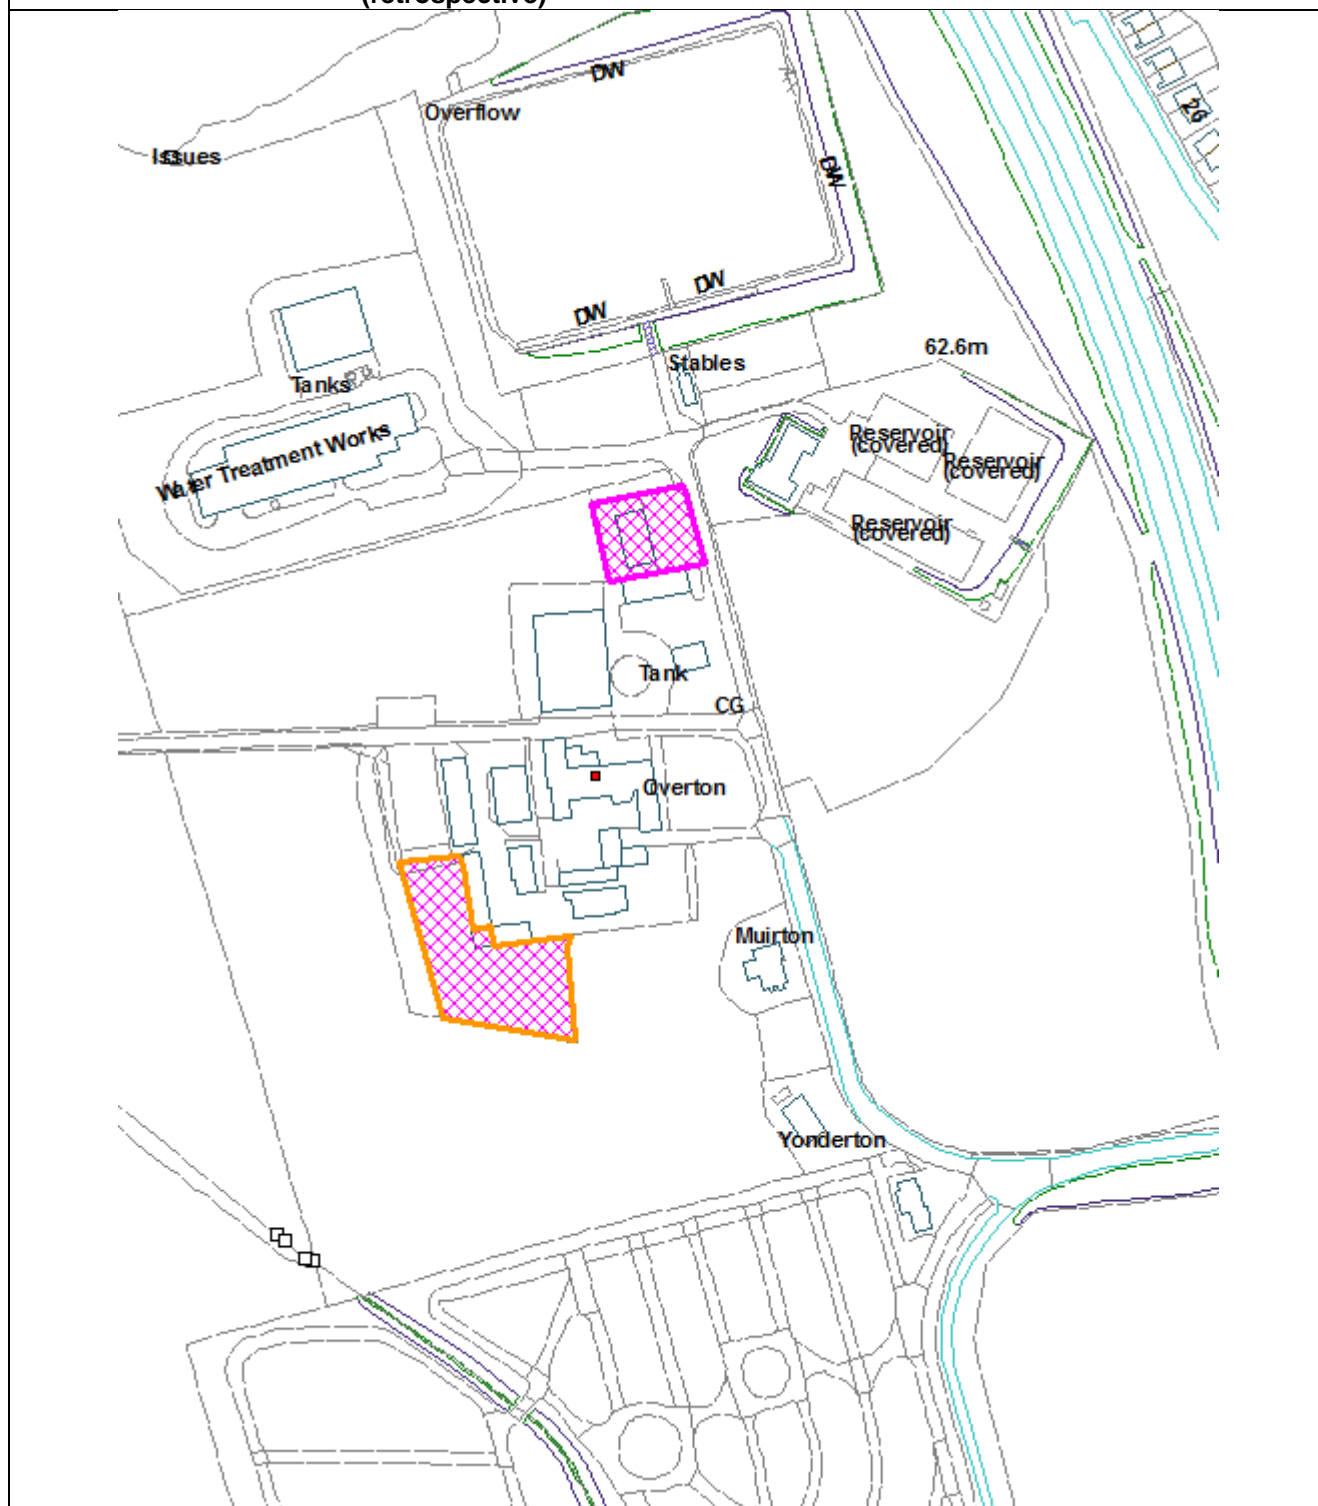 (retrospective)
DW
Overflow
Issues
26
DW
DW
DW
Stables
62.6m
Tanks
Water Treatment Works
Reservoir
(covered)
Reservoir
(covered)
Reservoir
(covered)
Tank
CG
Overton
Muirton
Yonderton